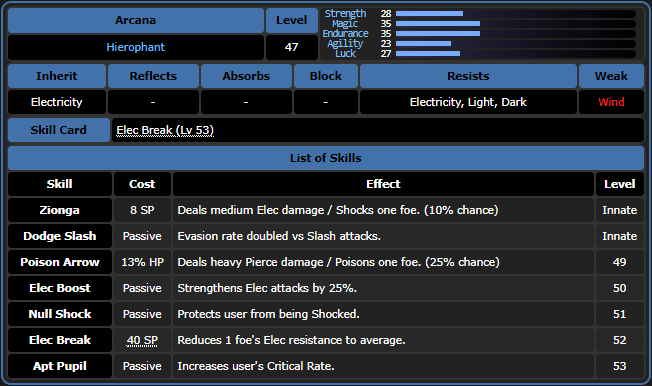 Arcana Level
Hierophant 47
Strength 28
Magic 35
Endurance 35
Agility 23
Luck 27
Inherit Reflects Absorbs Block Resists Weak
Electricity - - - Electricity, Light, Dark Wind
Skill Card Elec Break (Lv 53)
List of Skills
Skill Cost Effect Level
Zionga 8 SP Deals medium Elec damage / Shocks one foe. (10% chance) Innate
Dodge Slash Passive Evasion rate doubled vs Slash attacks. Innate
Poison Arrow 13% HP Deals heavy Pierce damage / Poisons one foe. (25% chance) 49
Elec Boost Passive Strengthens Elec attacks by 25%. 50
Null Shock Passive Protects user from being Shocked. 51
Elec Break 40 SP Reduces 1 foe's Elec resistance to average. 52
Apt Pupil Passive Increases user's Critical Rate. 53